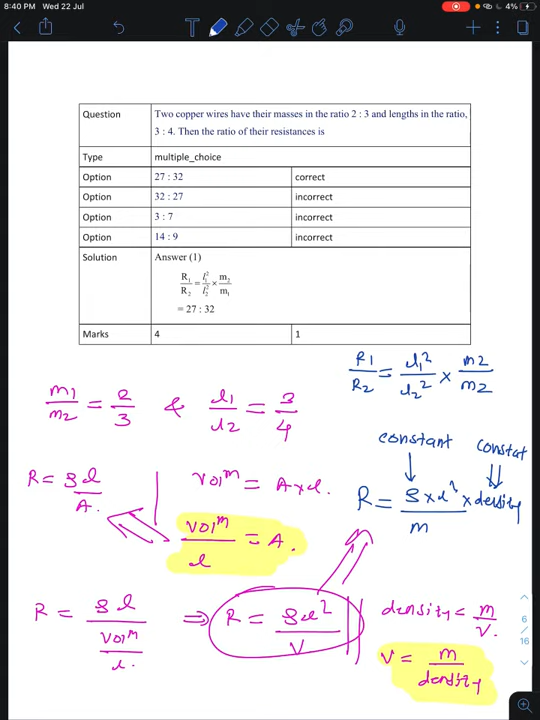 8:40 PM Wed 22 Jul
4%
Question
Two copper wires have their masses in the ratio 2 : 3 and lengths in the ratio,
3 : 4. Then the ratio of their resistances is
Type multiple_choice
Option 27 : 32 correct
Option 32 : 27 incorrect
Option 3 : 7 incorrect
Option 14 : 9 incorrect
Solution Answer (1)
R₁/R₂ = l₁²/l₂² × m₂/m₁
= 27 : 32
Marks 4 1
R1/R2 = l1²/l2² × m2/m2
m1/m2 = 2/3 & l1/l2 = 3/4
constant constat
R = ρl/A.
volᵐ = A×l.
R = ρ×l²×density/m
volᵐ/l = A.
R = ρl/(volᵐ/l.) ⇒ R = ρl²/V
density = m/V.
V = m/density
6
/
16